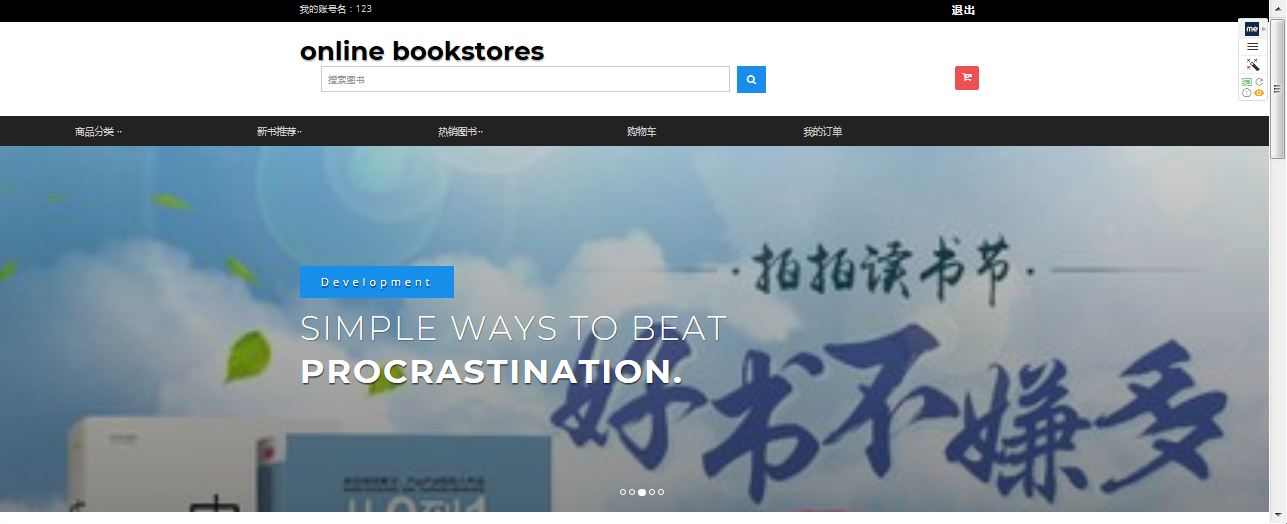 我的账号名：123
退出
me
online bookstores
搜索图书
商品分类
新书推荐
热销图书
购物车
我的订单
·拍拍读书节·
Development
SIMPLE WAYS TO BEAT
PROCRASTINATION.
好书不嫌多